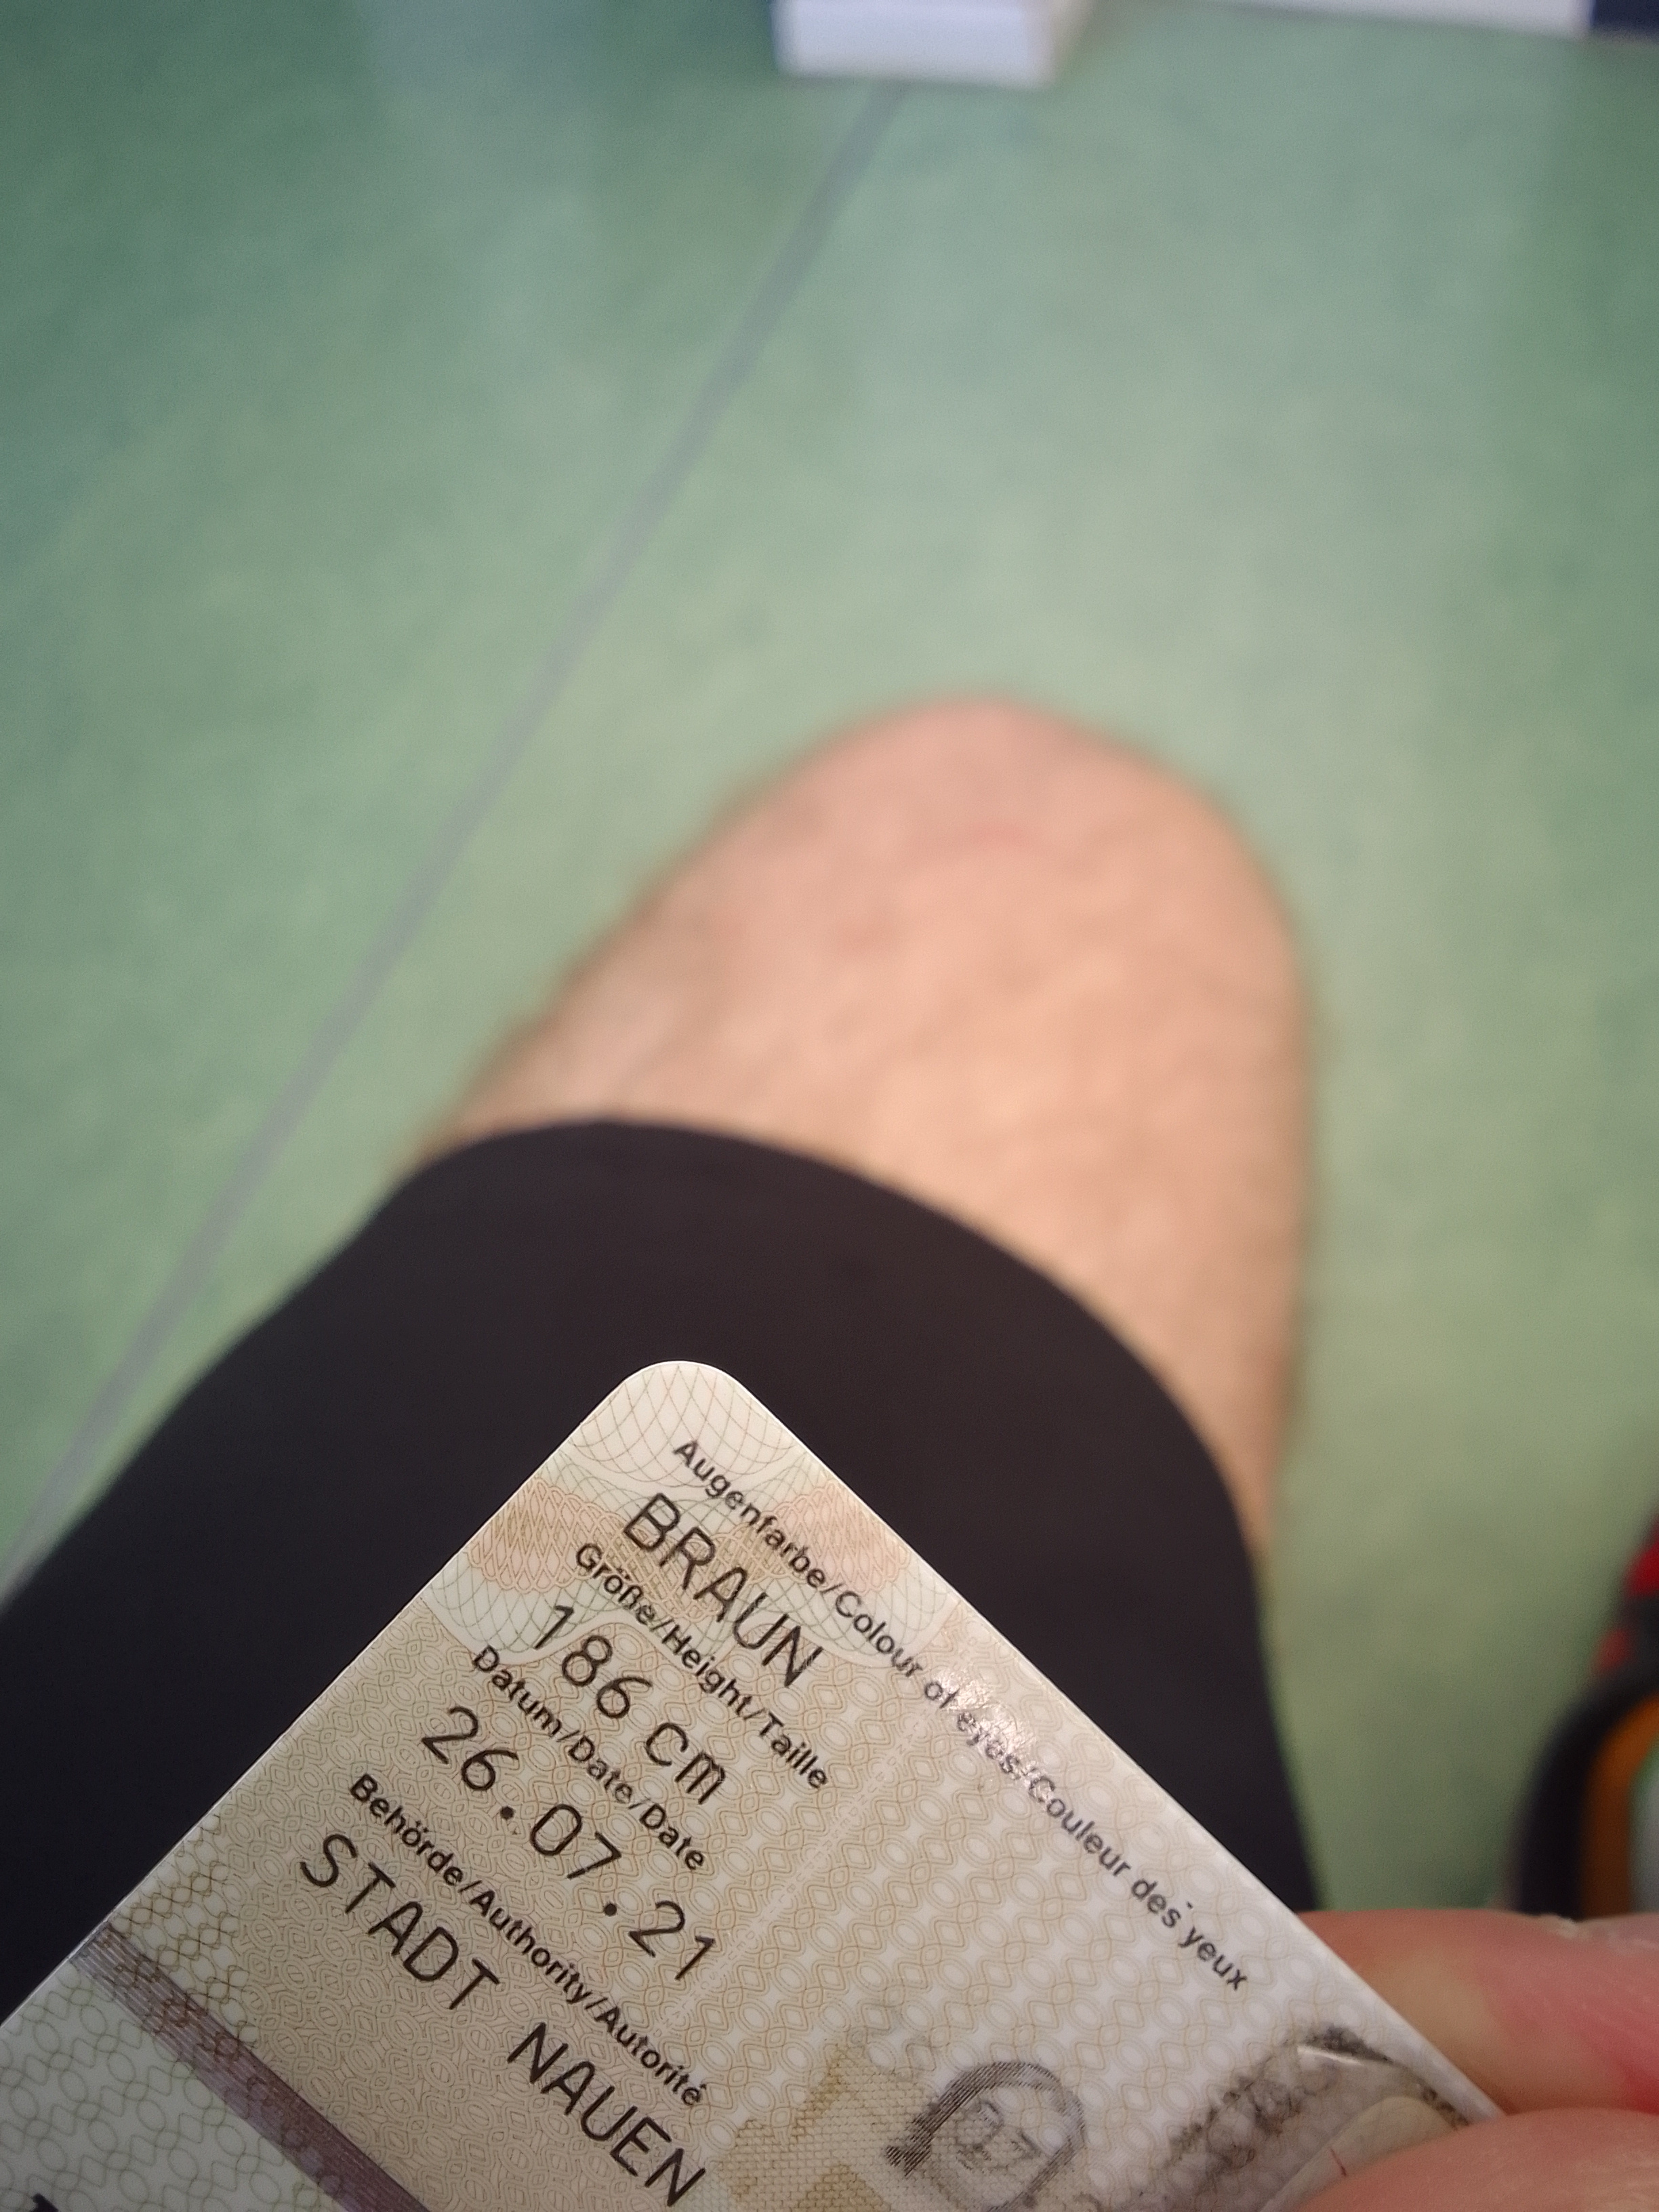 Augenfarbe/Colour of eyes/Couleur des yeux
BRAUN
Größe/Height/Taille
186 cm
Datum/Date/Date
26.07.21
Behörde/Authority/Autorité
STADT NAUEN